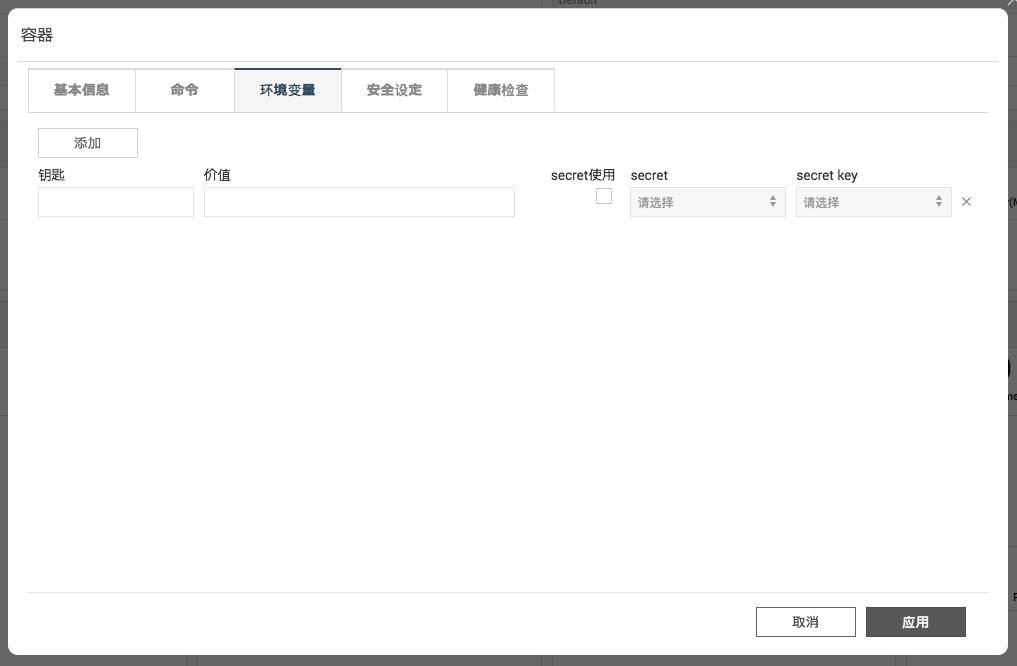 Default
容器
基本信息 命令 环境变量 安全设定 健康检查
添加
钥匙 价值 secret使用 secret secret key
请选择 请选择
取消 应用